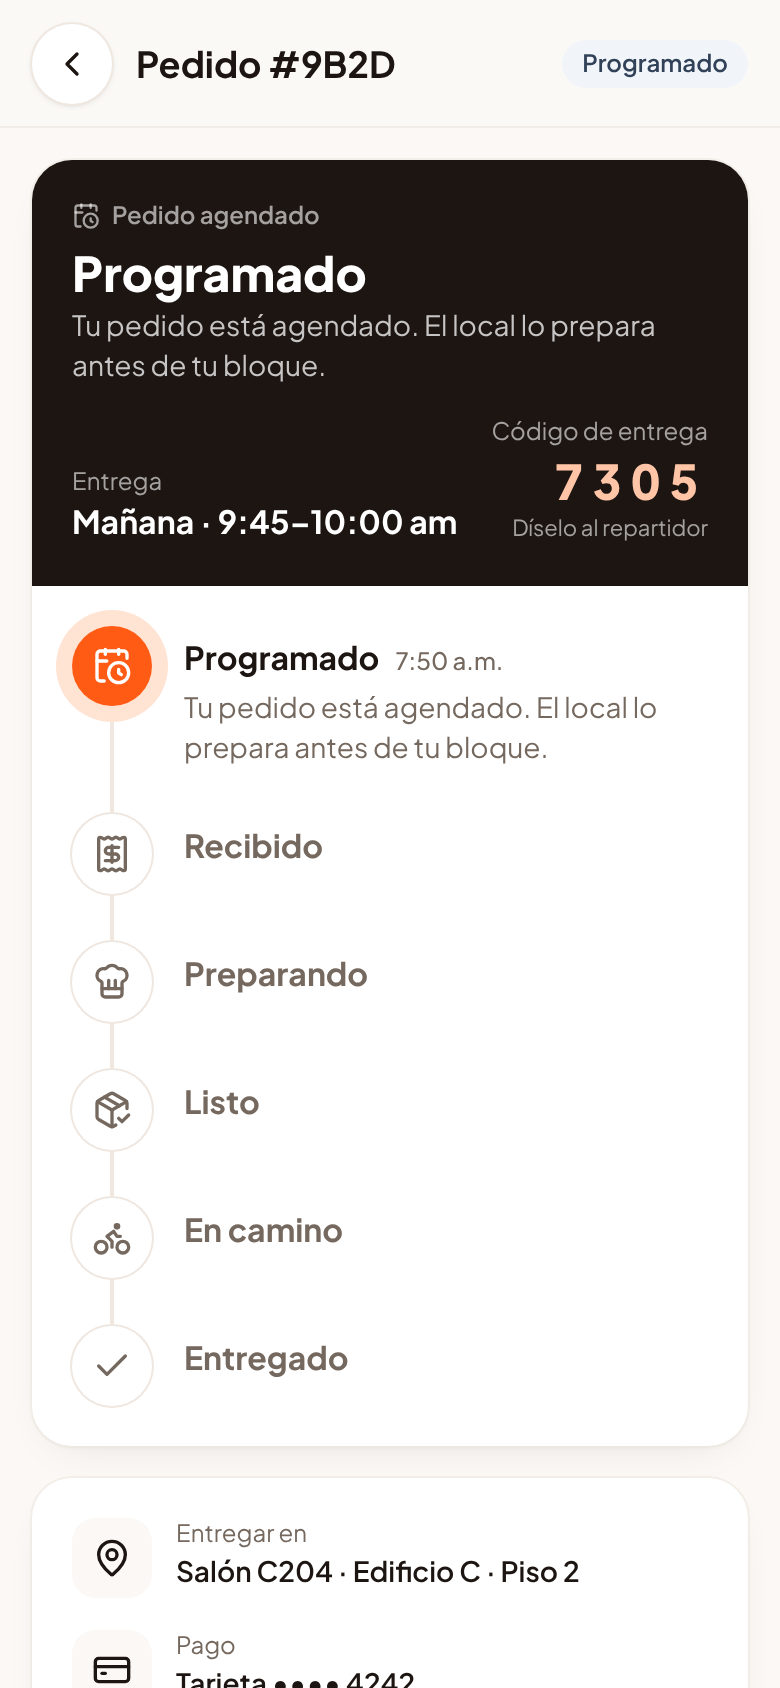 Pedido #9B2D
Programado
Pedido agendado
Programado
Tu pedido está agendado. El local lo prepara
antes de tu bloque.
Código de entrega
7305
Díselo al repartidor
Entrega
Mañana · 9:45–10:00 am
Programado 7:50 a.m.
Tu pedido está agendado. El local lo
prepara antes de tu bloque.
Recibido
Preparando
Listo
En camino
Entregado
Entregar en
Salón C204 · Edificio C · Piso 2
Pago
Tarjeta •••• 4242